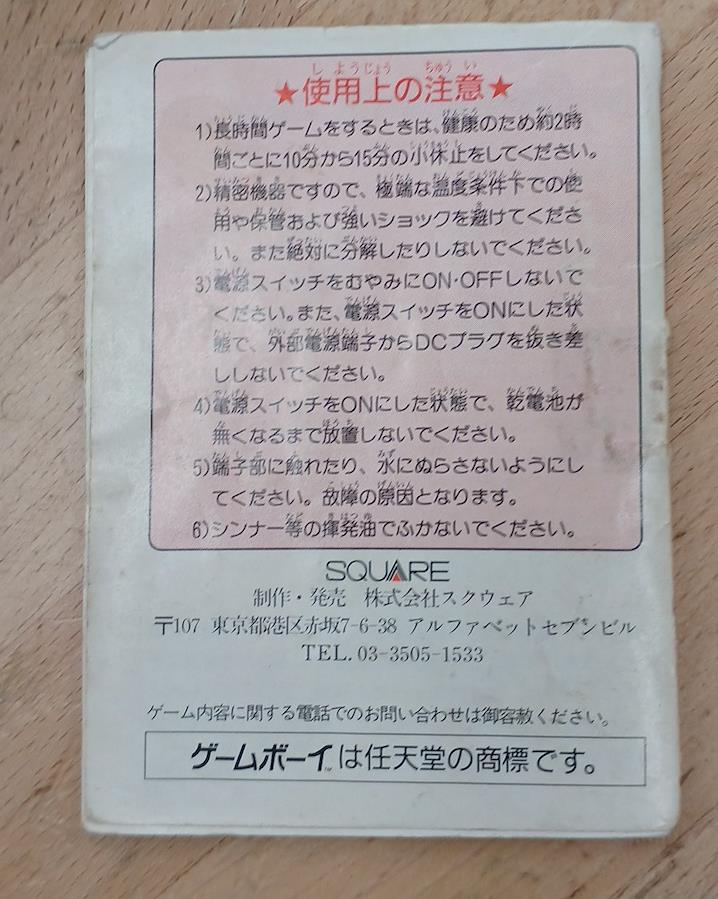 ★使用上の注意★
1)長時間ゲームをするときは、健康のため約2時
間ごとに10分から15分の小休止をしてください。
2)精密機器ですので、極端な温度条件下での使
用や保管および強いショックを避けてくださ
い。また絶対に分解したりしないでください。
3)電源スイッチをむやみにON・OFFしないで
ください。また、電源スイッチをONにした状
態で、外部電源端子からDCプラグを抜き差
ししないでください。
4)電源スイッチをONにした状態で、乾電池が
無くなるまで放置しないでください。
5)端子部に触れたり、水にぬらさないようにし
てください。故障の原因となります。
6)シンナー等の揮発油でふかないでください。
SQUARE
制作・発売 株式会社スクウェア
〒107 東京都港区赤坂7-6-38 アルファベットセブンビル
TEL. 03-3505-1533
ゲーム内容に関する電話でのお問い合わせは御容赦ください。
ゲームボーイ™は任天堂の商標です。